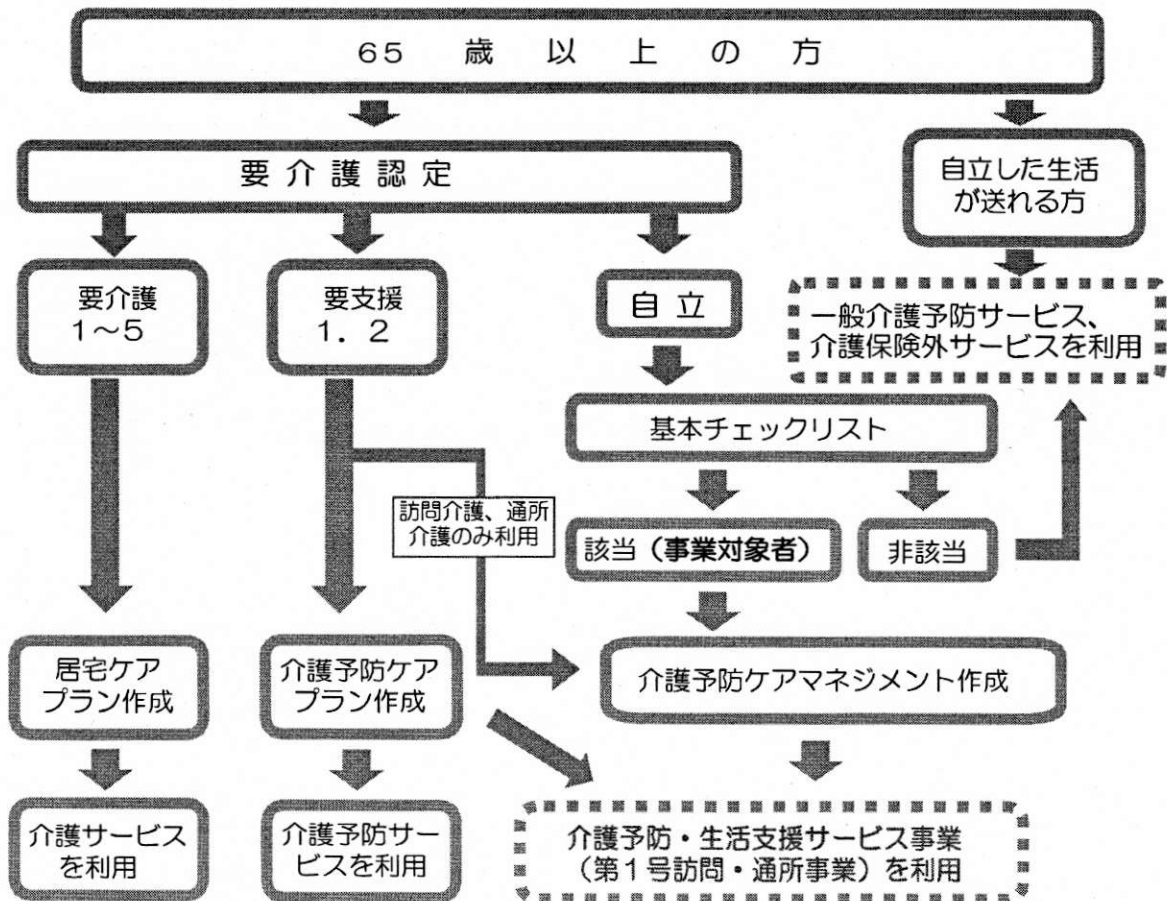 65 歳 以 上 の 方
要 介 護 認 定
自立した生活
が送れる方
要介護
1～5
要支援
1．2
自 立
一般介護予防サービス、
介護保険外サービスを利用
基本チェックリスト
訪問介護、通所
介護のみ利用
該当（事業対象者）
非該当
居宅ケア
プラン作成
介護予防ケア
プラン作成
介護予防ケアマネジメント作成
介護サービス
を利用
介護予防サー
ビスを利用
介護予防・生活支援サービス事業
（第1号訪問・通所事業）を利用